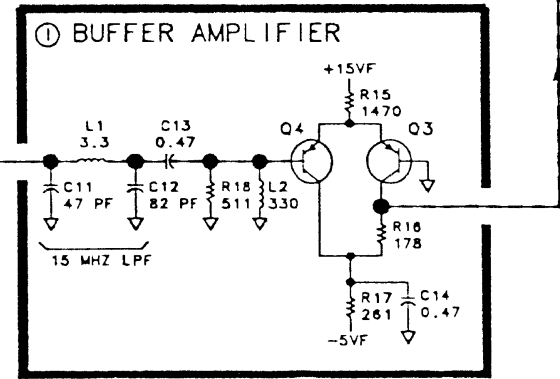 ① BUFFER AMPLIFIER
+15VF
R15
1470
L1
3.3
C13
0.47
Q4
Q3
C11
47 PF
C12
82 PF
R18
511
L2
330
R16
178
15 MHZ LPF
R17
261
C14
0.47
-5VF